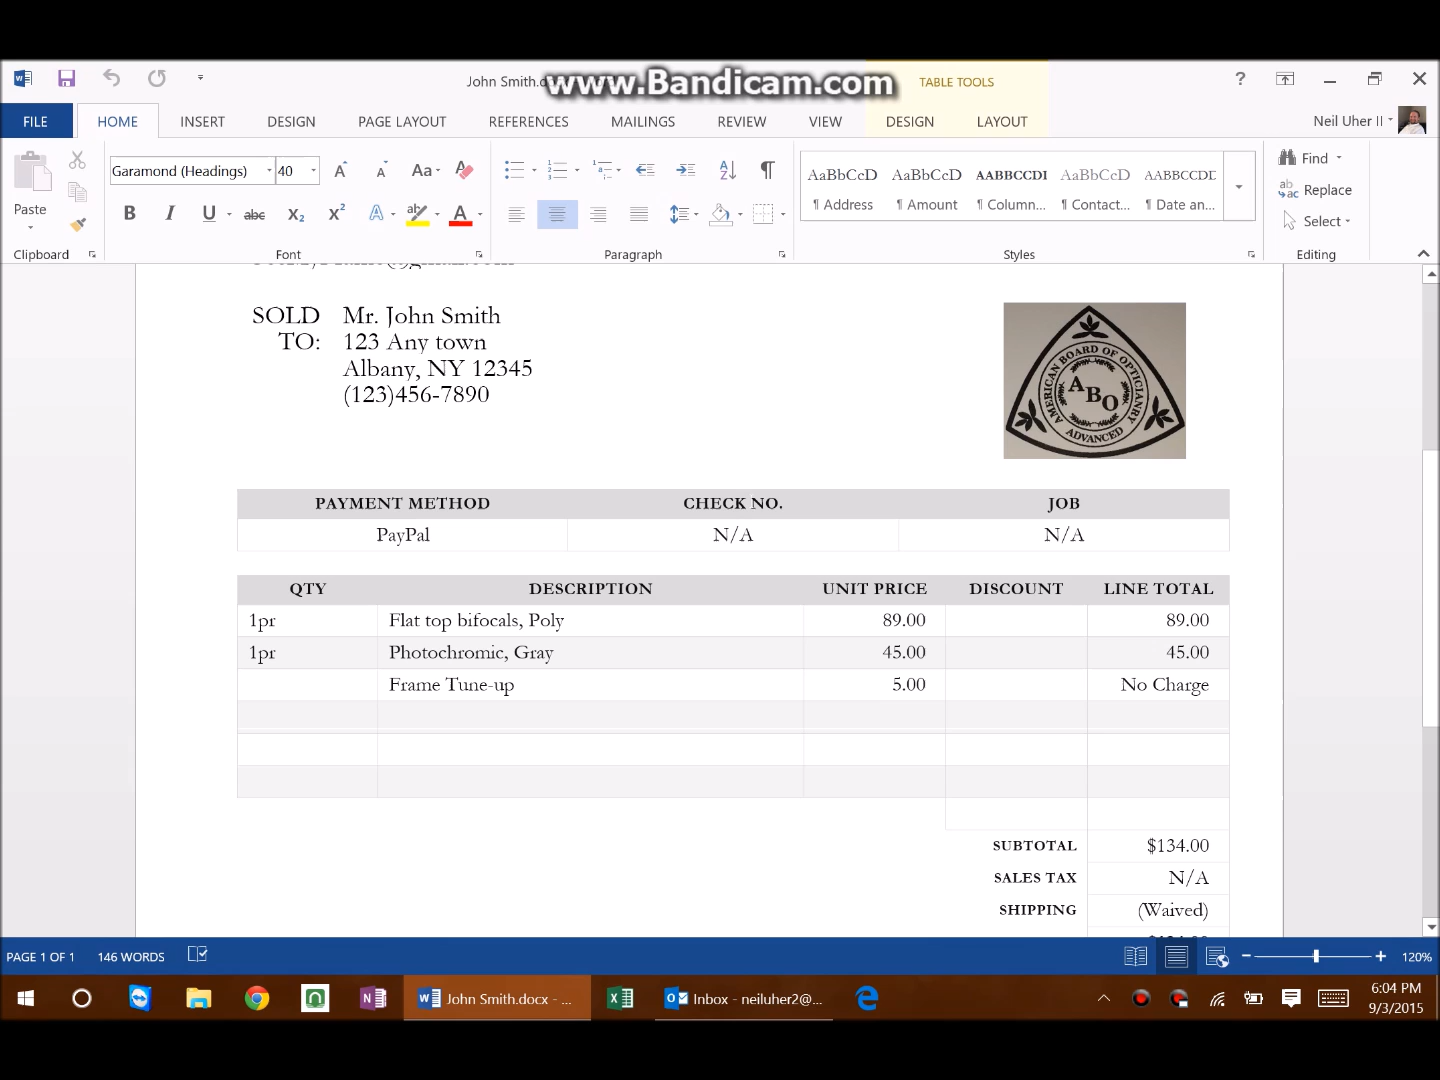 John Smith.
www.Bandicam.com
TABLE TOOLS
?
FILE
HOME
INSERT
DESIGN
PAGE LAYOUT
REFERENCES
MAILINGS
REVIEW
VIEW
DESIGN
LAYOUT
Neil Uher II
Paste
Clipboard
Garamond (Headings)
40
A
A
Aa
B I U abc X2 X2 A ab A
Font
Paragraph
AaBbCcD
AaBbCcD
AABBCCDI
AaBbCcD
AABBCCDE
¶ Address
¶ Amount
¶ Column...
¶ Contact...
¶ Date an...
Styles
Find
Replace
Select
Editing
SOLD TO:
Mr. John Smith
123 Any town
Albany, NY 12345
(123)456-7890
AMERICAN BOARD OF OPTICIANRY
ABO
ADVANCED
PAYMENT METHOD CHECK NO. JOB
PayPal N/A N/A
QTY DESCRIPTION UNIT PRICE DISCOUNT LINE TOTAL
1pr Flat top bifocals, Poly 89.00 89.00
1pr Photochromic, Gray 45.00 45.00
Frame Tune-up 5.00 No Charge
SUBTOTAL $134.00
SALES TAX N/A
SHIPPING (Waived)
PAGE 1 OF 1
146 WORDS
120%
John Smith.docx - ...
Inbox - neiluher2@...
6:04 PM
9/3/2015